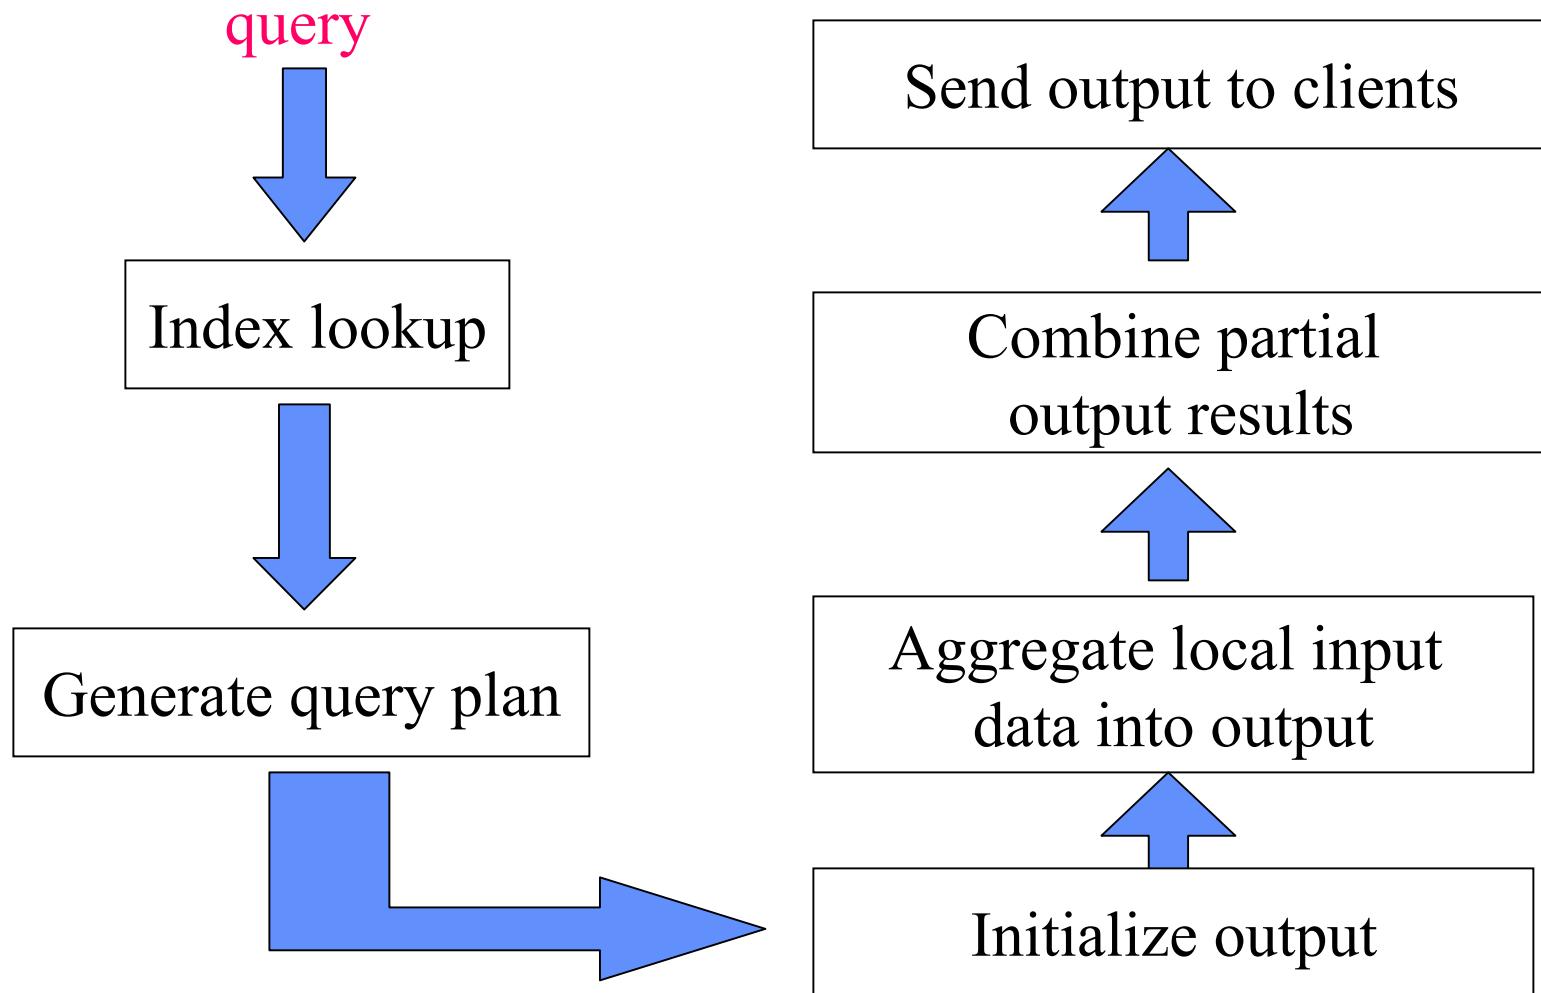 query
Index lookup
Generate query plan
Initialize output
Aggregate local input
data into output
Combine partial
output results
Send output to clients